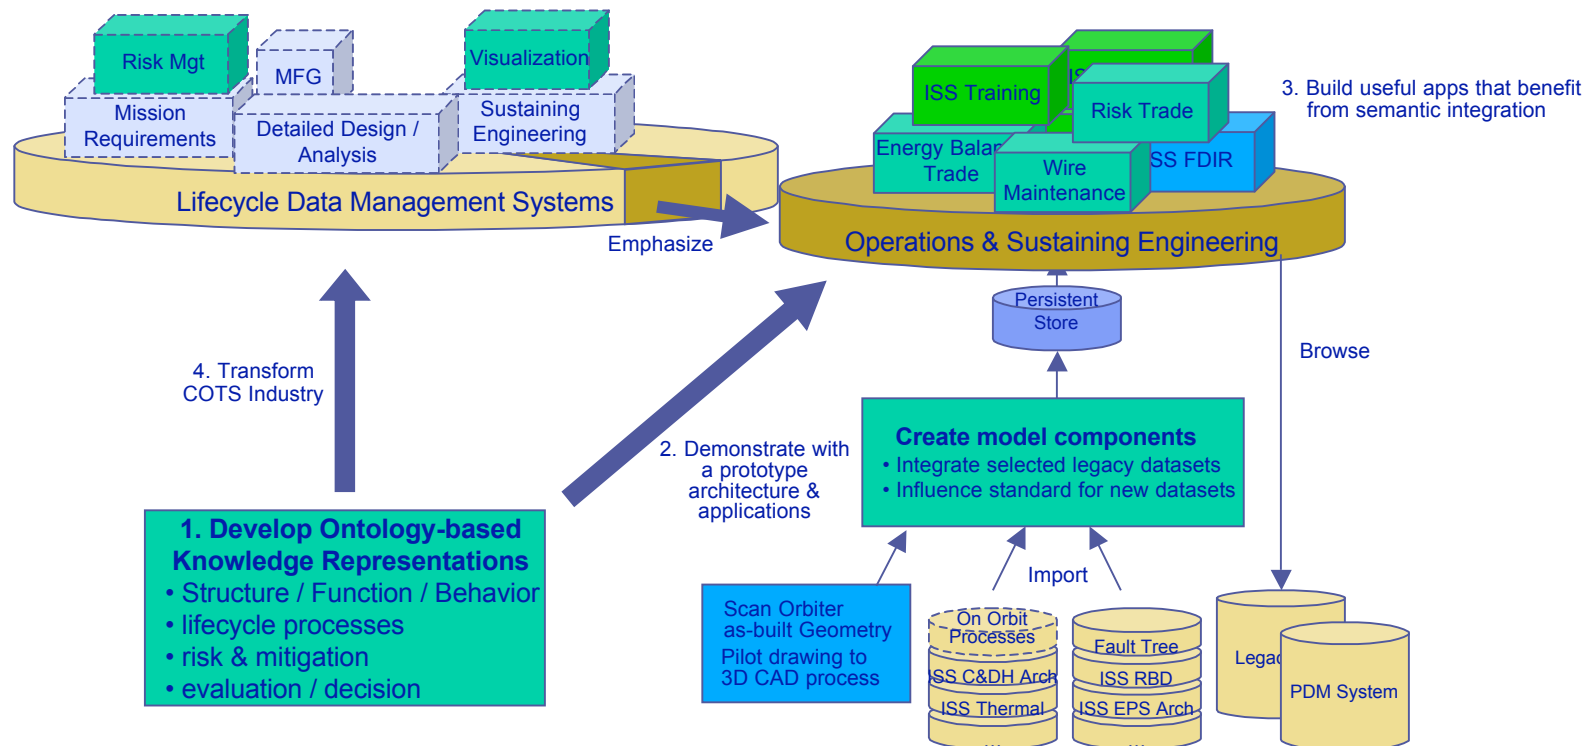 Risk Mgt
MFG
Visualization
Mission
Requirements
Detailed Design /
Analysis
Sustaining
Engineering
Lifecycle Data Management Systems
Emphasize
ISS Training
Risk Trade
Energy Balan
Trade
Wire
Maintenance
SS FDIR
Operations & Sustaining Engineering
3. Build useful apps that benefit
from semantic integration
Persistent
Store
Browse
4. Transform
COTS Industry
2. Demonstrate with
a prototype
architecture &
applications
Create model components
• Integrate selected legacy datasets
• Influence standard for new datasets
1. Develop Ontology-based
Knowledge Representations
• Structure / Function / Behavior
• lifecycle processes
• risk & mitigation
• evaluation / decision
Import
Scan Orbiter
as-built Geometry
Pilot drawing to
3D CAD process
On Orbit
Processes
ISS C&DH Arch
ISS Thermal
...
Fault Tree
ISS RBD
ISS EPS Arch
...
Legac
PDM System